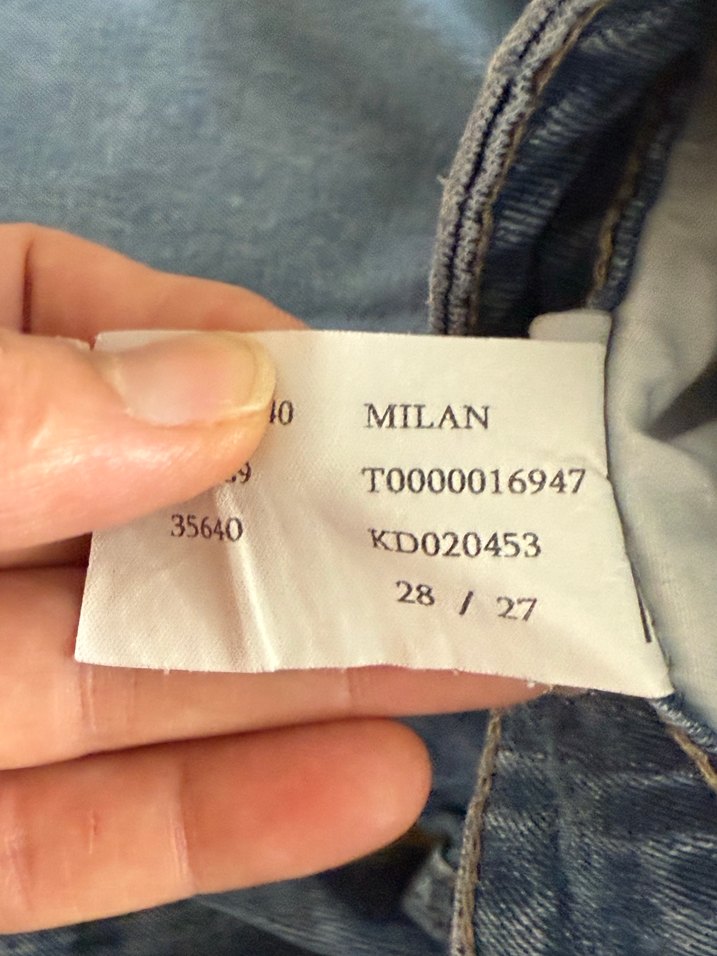 MILAN
T0000016947
35640 KD020453
28 / 27